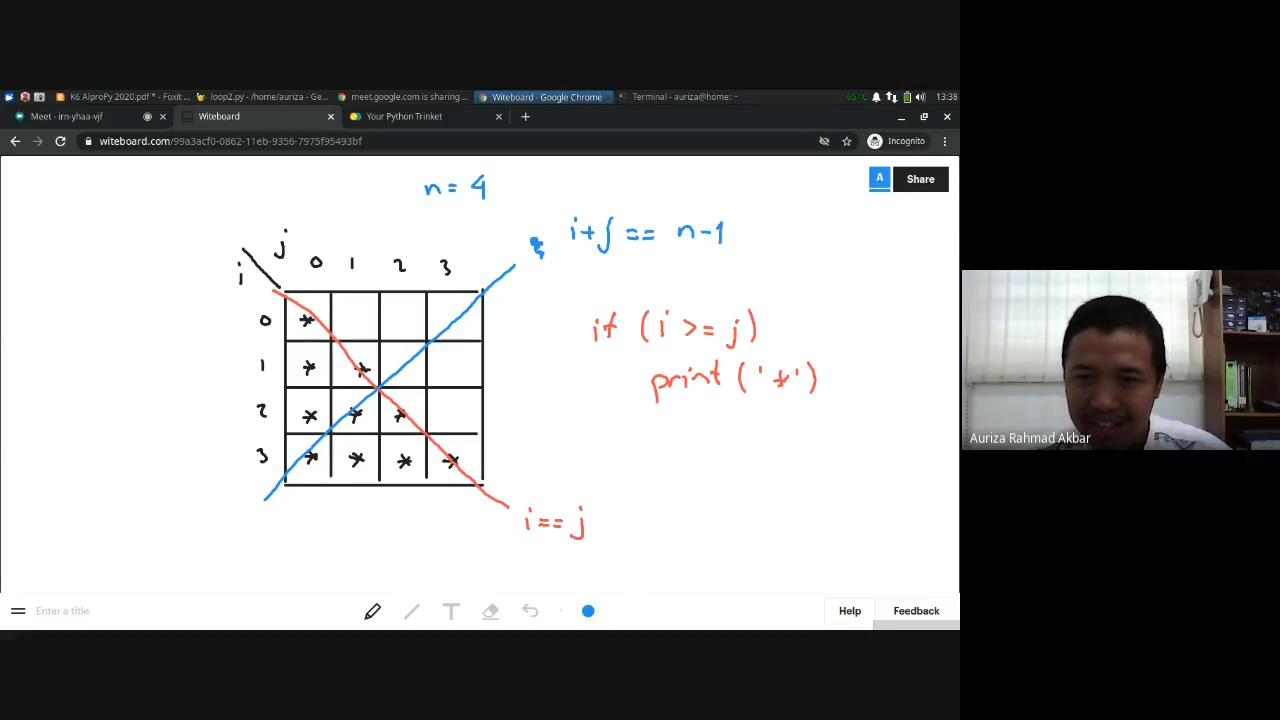 K6 AlproPy 2020.pdf * - Foxit ... loop2.py - /home/auriza - Ge... meet.google.com is sharing ... Witeboard - Google Chrome Terminal - auriza@home: ~ 65 °C 13:38
Meet - irn-yhaa-vjf Witeboard Your Python Trinket
witeboard.com/99a3acf0-0862-11eb-9356-7975f95493bf Incognito
A Share
n = 4
i+j == n-1
j
i 0 1 2 3
0 *
1 * *
2 * * *
3 * * * *
if (i >= j)
print ('*')
i == j
Auriza Rahmad Akbar
Enter a title T Help Feedback